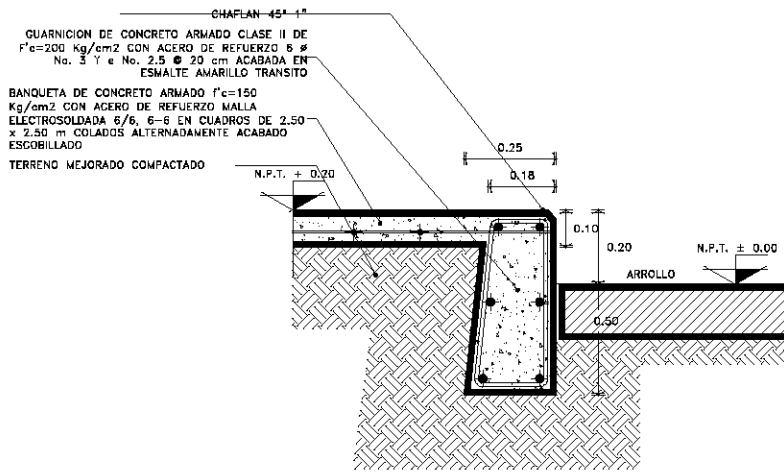 CHAFLAN 45° 1"
GUARNICION DE CONCRETO ARMADO CLASE II DE
F'c=200 Kg/cm2 CON ACERO DE REFUERZO 6 ø
No. 3 Y e No. 2.5 @ 20 cm ACABADA EN
ESMALTE AMARILLO TRANSITO
BANQUETA DE CONCRETO ARMADO f'c=150
Kg/cm2 CON ACERO DE REFUERZO MALLA
ELECTROSOLDADA 6/6, 6-6 EN CUADROS DE 2.50
x 2.50 m COLADOS ALTERNADAMENTE ACABADO
ESCOBILLADO
TERRENO MEJORADO COMPACTADO
N.P.T. + 0.20
0.25
0.18
0.10
0.20
N.P.T. ± 0.00
ARROLLO
0.50